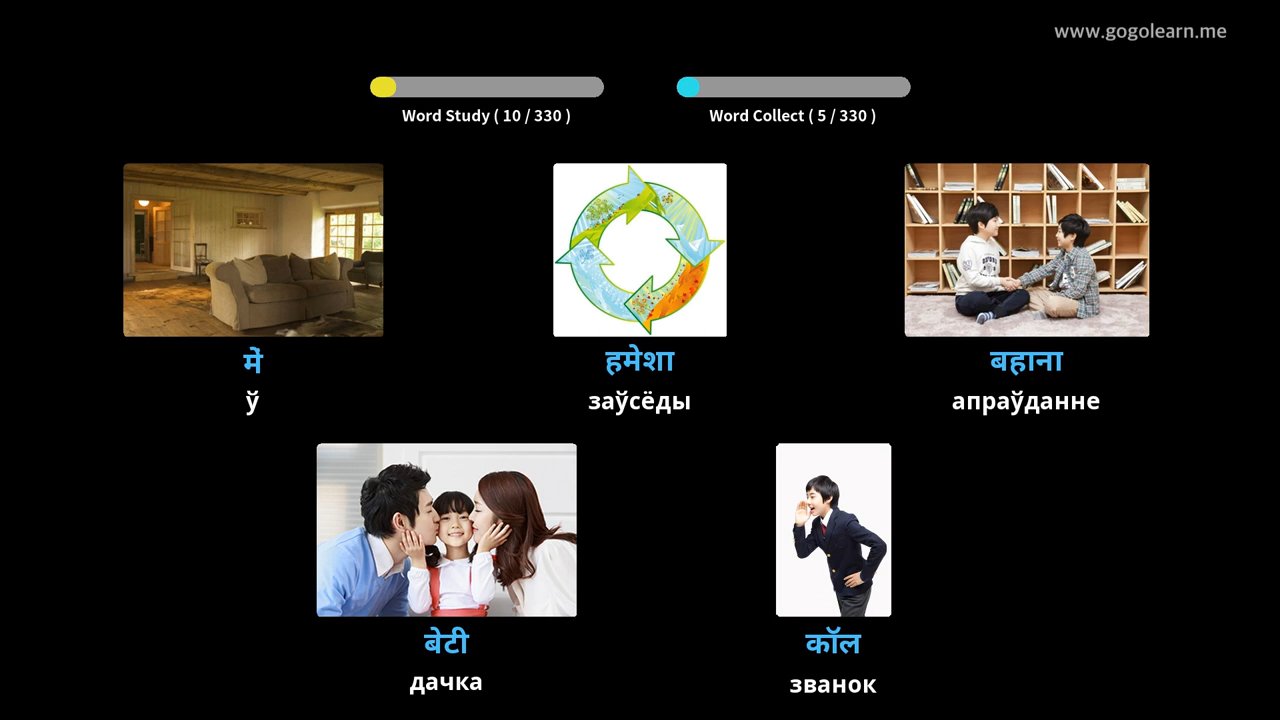 www.gogolearn.me
Word Study ( 10 / 330 )
Word Collect ( 5 / 330 )
में
ў
हमेशा
заўсёды
बहाना
апраўданне
बेटी
дачка
कॉल
званок